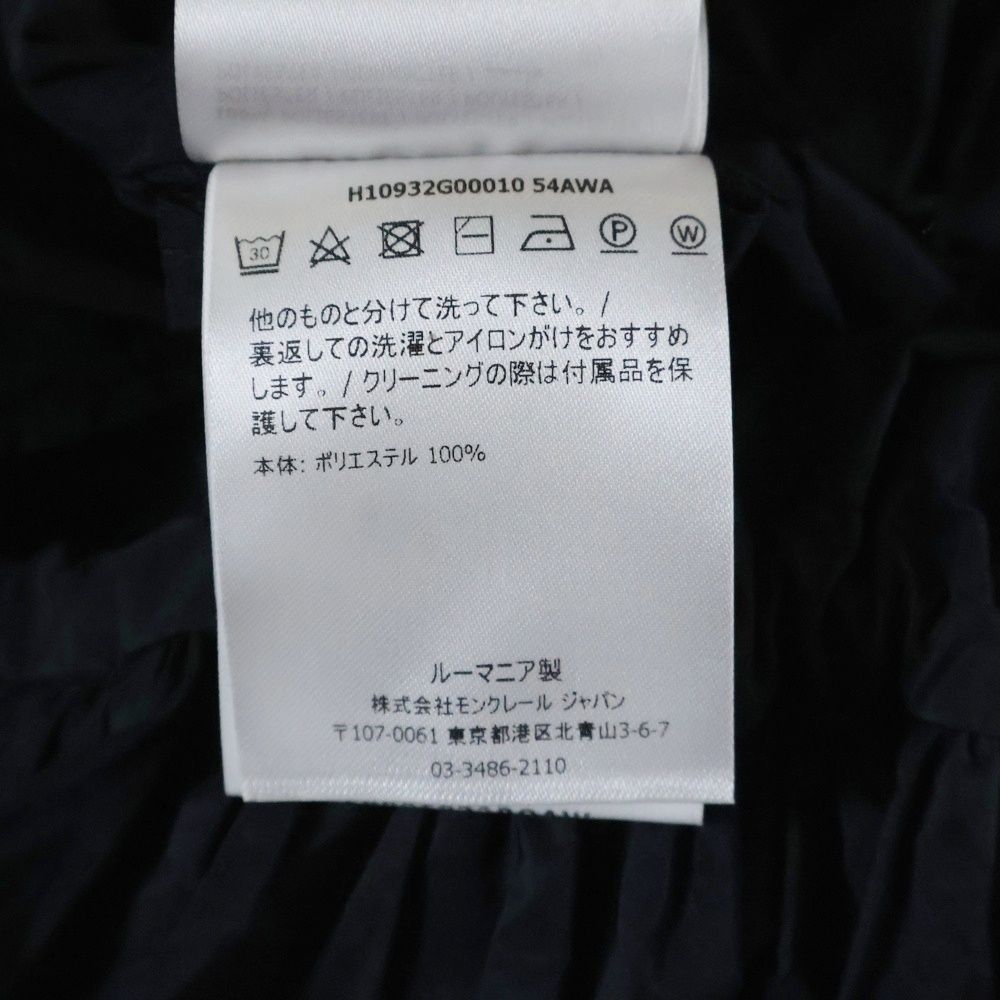 H10932G00010 54AWA
30 P W
他のものと分けて洗って下さい。/
裏返しての洗濯とアイロンがけをおすすめ
します。/ クリーニングの際は付属品を保
護して下さい。
本体: ポリエステル 100%
ルーマニア製
株式会社モンクレール ジャパン
〒107-0061 東京都港区北青山3-6-7
03-3486-2110